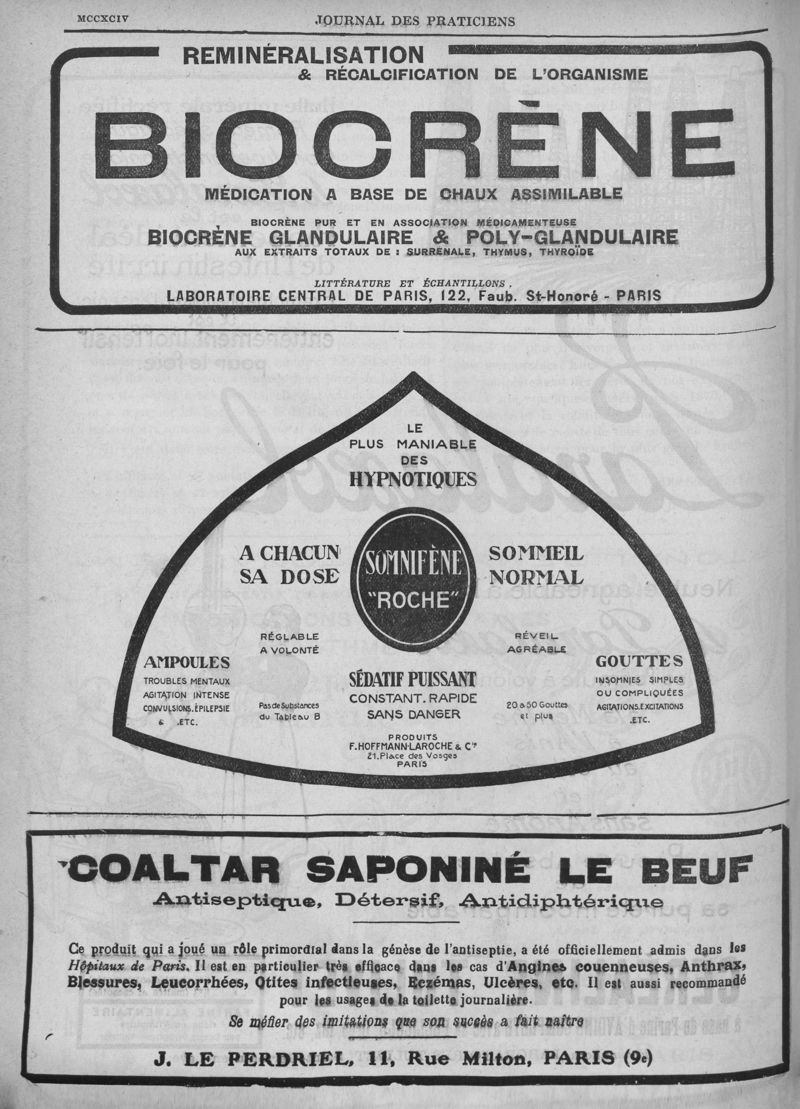 MCCXCIV
JOURNAL DES PRATICIENS
REMINÉRALISATION
& RÉCALCIFICATION DE L'ORGANISME
BIOCRÈNE
MÉDICATION A BASE DE CHAUX ASSIMILABLE
BIOCRÈNE PUR ET EN ASSOCIATION MÉDICAMENTEUSE
BIOCRÈNE GLANDULAIRE & POLY-GLANDULAIRE
AUX EXTRAITS TOTAUX DE : SURRÉNALE, THYMUS, THYROÏDE
LITTÉRATURE ET ÉCHANTILLONS.
LABORATOIRE CENTRAL DE PARIS, 122, Faub. St-Honoré - PARIS
LE
PLUS MANIABLE
DES
HYPNOTIQUES
A CHACUN
SA DOSE
SOMNIFÈNE
"ROCHE"
SOMMEIL
NORMAL
RÉGLABLE
A VOLONTÉ
RÉVEIL
AGRÉABLE
AMPOULES
TROUBLES MENTAUX
AGITATION INTENSE
CONVULSIONS.ÉPILEPSIE
& .ETC.
Pas de Substances
du Tableau B
SÉDATIF PUISSANT
CONSTANT. RAPIDE
SANS DANGER
20 à 50 Gouttes
et plus
GOUTTES
INSOMNIES SIMPLES
OU COMPLIQUÉES
AGITATIONS.EXCITATIONS
.ETC.
PRODUITS
F. HOFFMANN-LAROCHE & Cie
21, Place des Vosges
PARIS
COALTAR SAPONINÉ LE BEUF
Antiseptique, Détersif, Antidiphtérique
Ce produit qui a joué un rôle primordial dans la génèse de l'antiseptie, a été officiellement admis dans les
Hôpitaux de Paris. Il est en particulier très efficace dans les cas d'Angines couenneuses, Anthrax,
Blessures, Leucorrhées, Otites infectieuses, Eczémas, Ulcères, etc. Il est aussi recommandé
pour les usages de la toilette journalière.
Se méfier des imitations que son succès a fait naître
J. LE PERDRIEL, 11, Rue Milton, PARIS (9e)